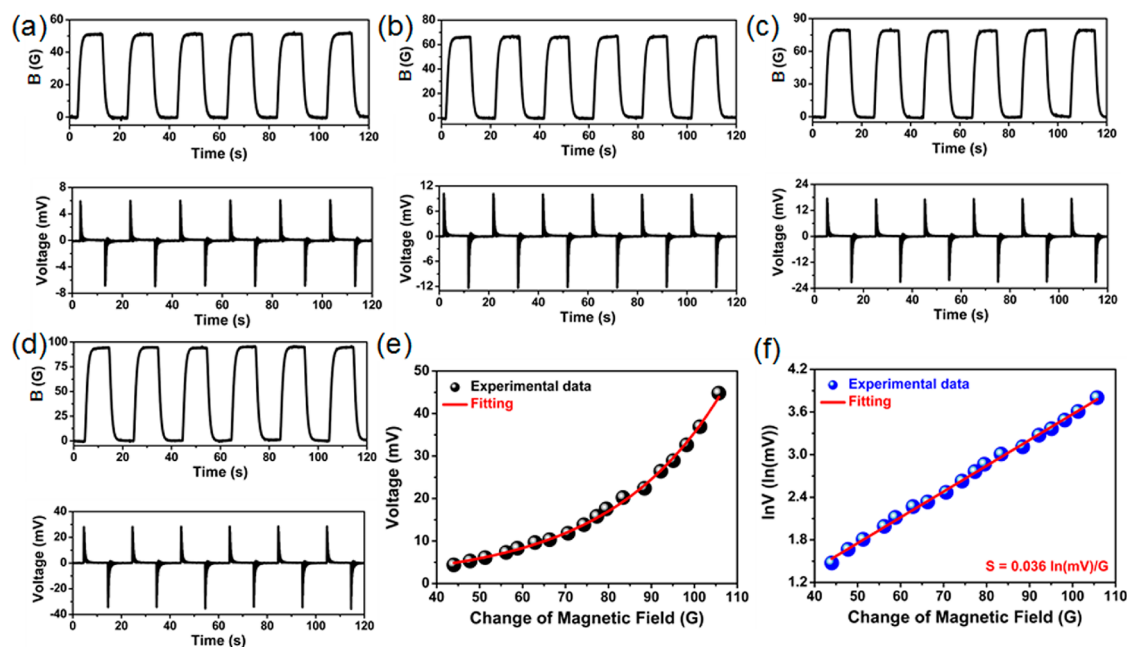 (a)
60
40
20
0
B (G)
0 20 40 60 80 100 120
Time (s)
8
4
0
-4
-8
Voltage (mV)
0 20 40 60 80 100 120
Time (s)
(b)
80
60
40
20
0
B (G)
0 20 40 60 80 100 120
Time (s)
12
6
0
-6
-12
Voltage (mV)
0 20 40 60 80 100 120
Time (s)
(c)
90
60
30
0
B (G)
0 20 40 60 80 100 120
Time (s)
24
12
0
-12
-24
Voltage (mV)
0 20 40 60 80 100 120
Time (s)
(d)
100
75
50
25
0
B (G)
0 20 40 60 80 100 120
Time (s)
40
20
0
-20
-40
Voltage (mV)
0 20 40 60 80 100 120
Time (s)
(e)
50
40
30
20
10
0
Voltage (mV)
Experimental data
Fitting
40 50 60 70 80 90 100 110
Change of Magnetic Field (G)
(f)
4.2
3.6
3.0
2.4
1.8
1.2
lnV (ln(mV))
Experimental data
Fitting
S = 0.036 ln(mV)/G
40 50 60 70 80 90 100 110
Change of Magnetic Field (G)